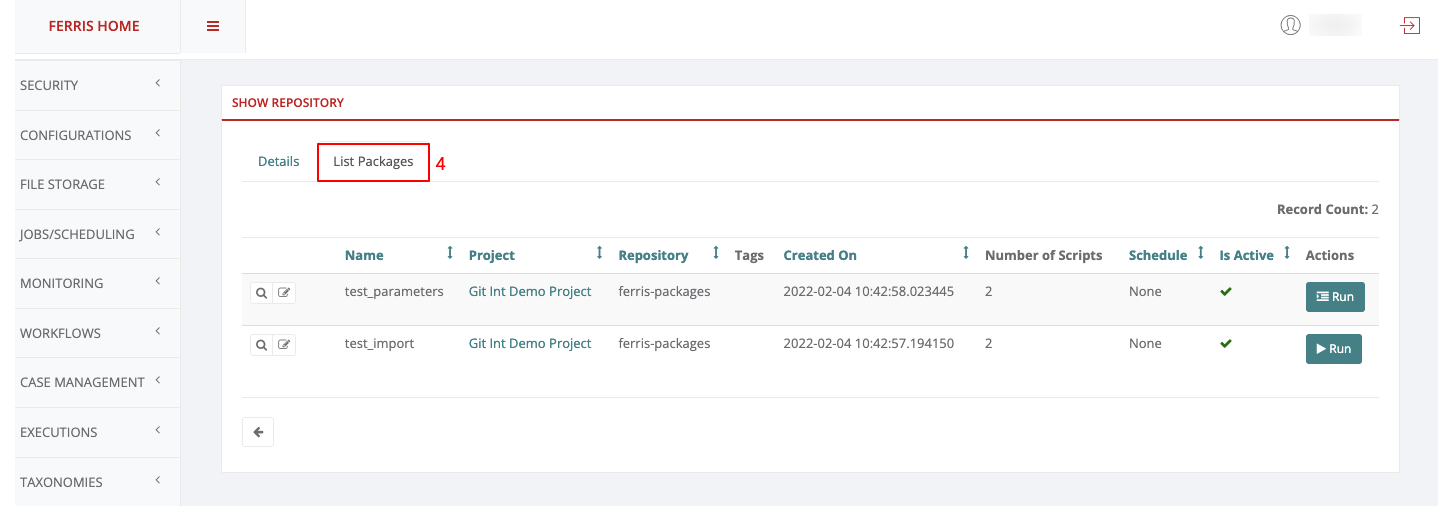 FERRIS HOME
SECURITY
CONFIGURATIONS
FILE STORAGE
JOBS/SCHEDULING
MONITORING
WORKFLOWS
CASE MANAGEMENT
EXECUTIONS
TAXONOMIES
SHOW REPOSITORY
Details List Packages 4
Record Count: 2
Name Project Repository Tags Created On Number of Scripts Schedule Is Active Actions
test_parameters Git Int Demo Project ferris-packages 2022-02-04 10:42:58.023445 2 None Run
test_import Git Int Demo Project ferris-packages 2022-02-04 10:42:57.194150 2 None Run